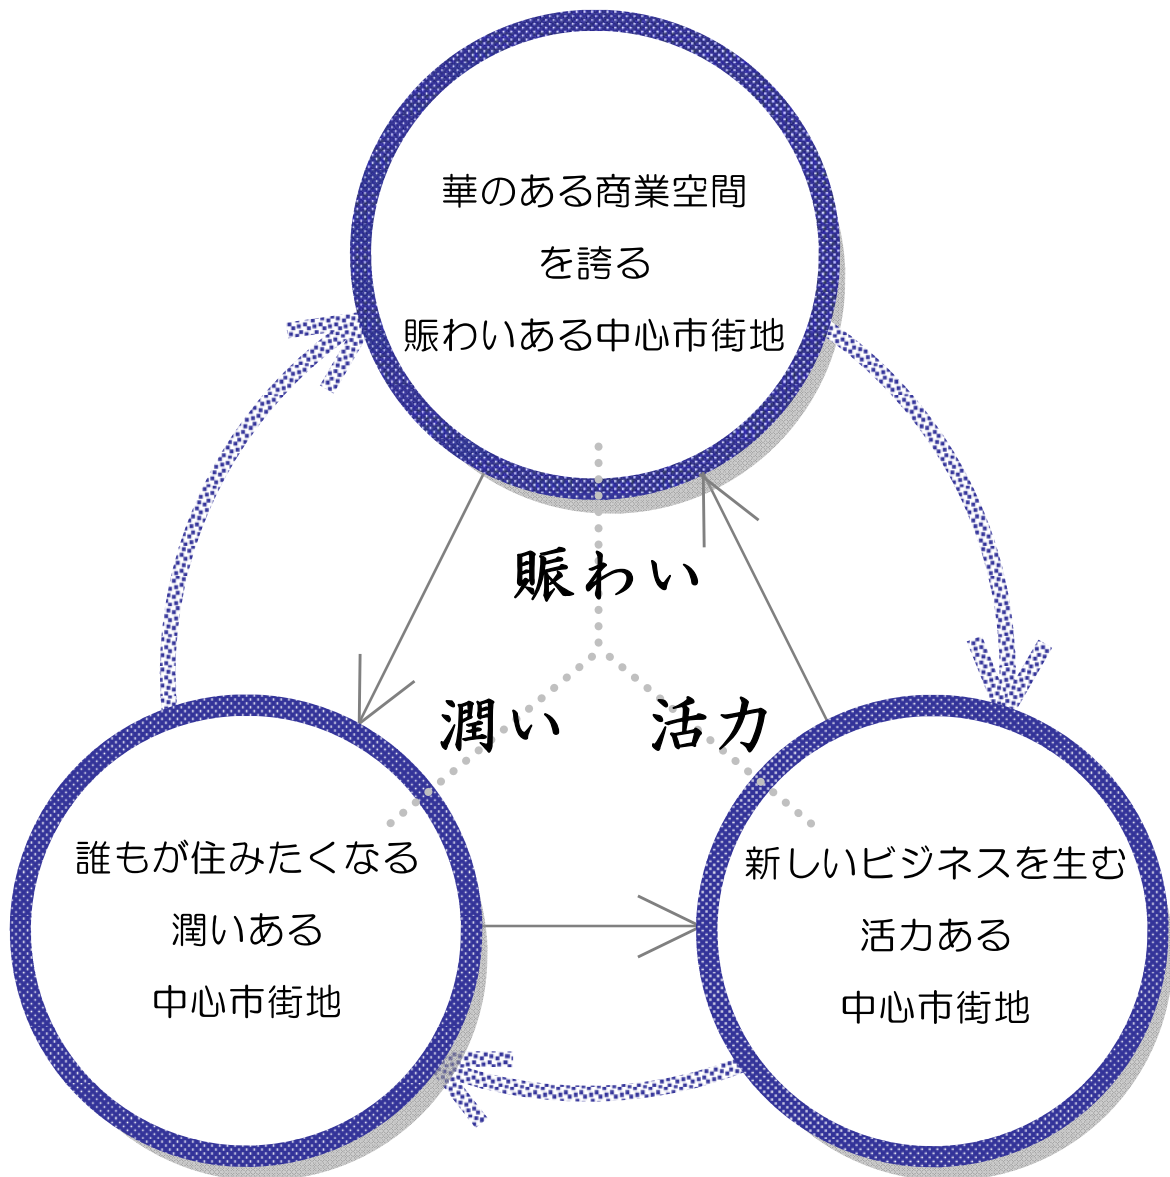 華のある商業空間
を誇る
賑わいある中心市街地
賑わい
潤い
活力
誰もが住みたくなる
潤いある
中心市街地
新しいビジネスを生む
活力ある
中心市街地